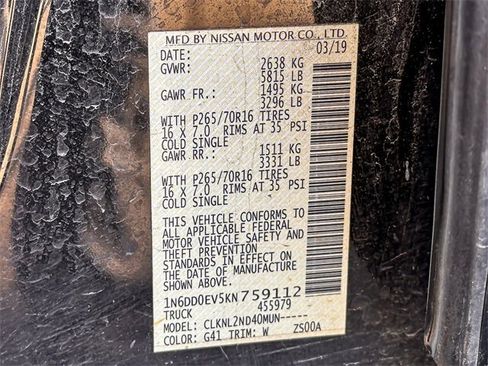 MFD BY NISSAN MOTOR CO., LTD.
DATE: 03/19
GVWR: 2638 KG
5815 LB
GAWR FR.: 1495 KG
3296 LB
WITH P265/70R16 TIRES
16 X 7.0 RIMS AT 35 PSI
COLD SINGLE
GAWR RR.: 1511 KG
3331 LB
WITH P265/70R16 TIRES
16 X 7.0 RIMS AT 35 PSI
COLD SINGLE
THIS VEHICLE CONFORMS TO
ALL APPLICABLE FEDERAL
MOTOR VEHICLE SAFETY AND
THEFT PREVENTION
STANDARDS IN EFFECT ON
THE DATE OF MANUFACTURE
SHOWN ABOVE.
1N6DD0EV5KN759112
TRUCK 455979
MODEL: CLKNL2ND40MUN-----
COLOR: G41 TRIM: W ZS00A